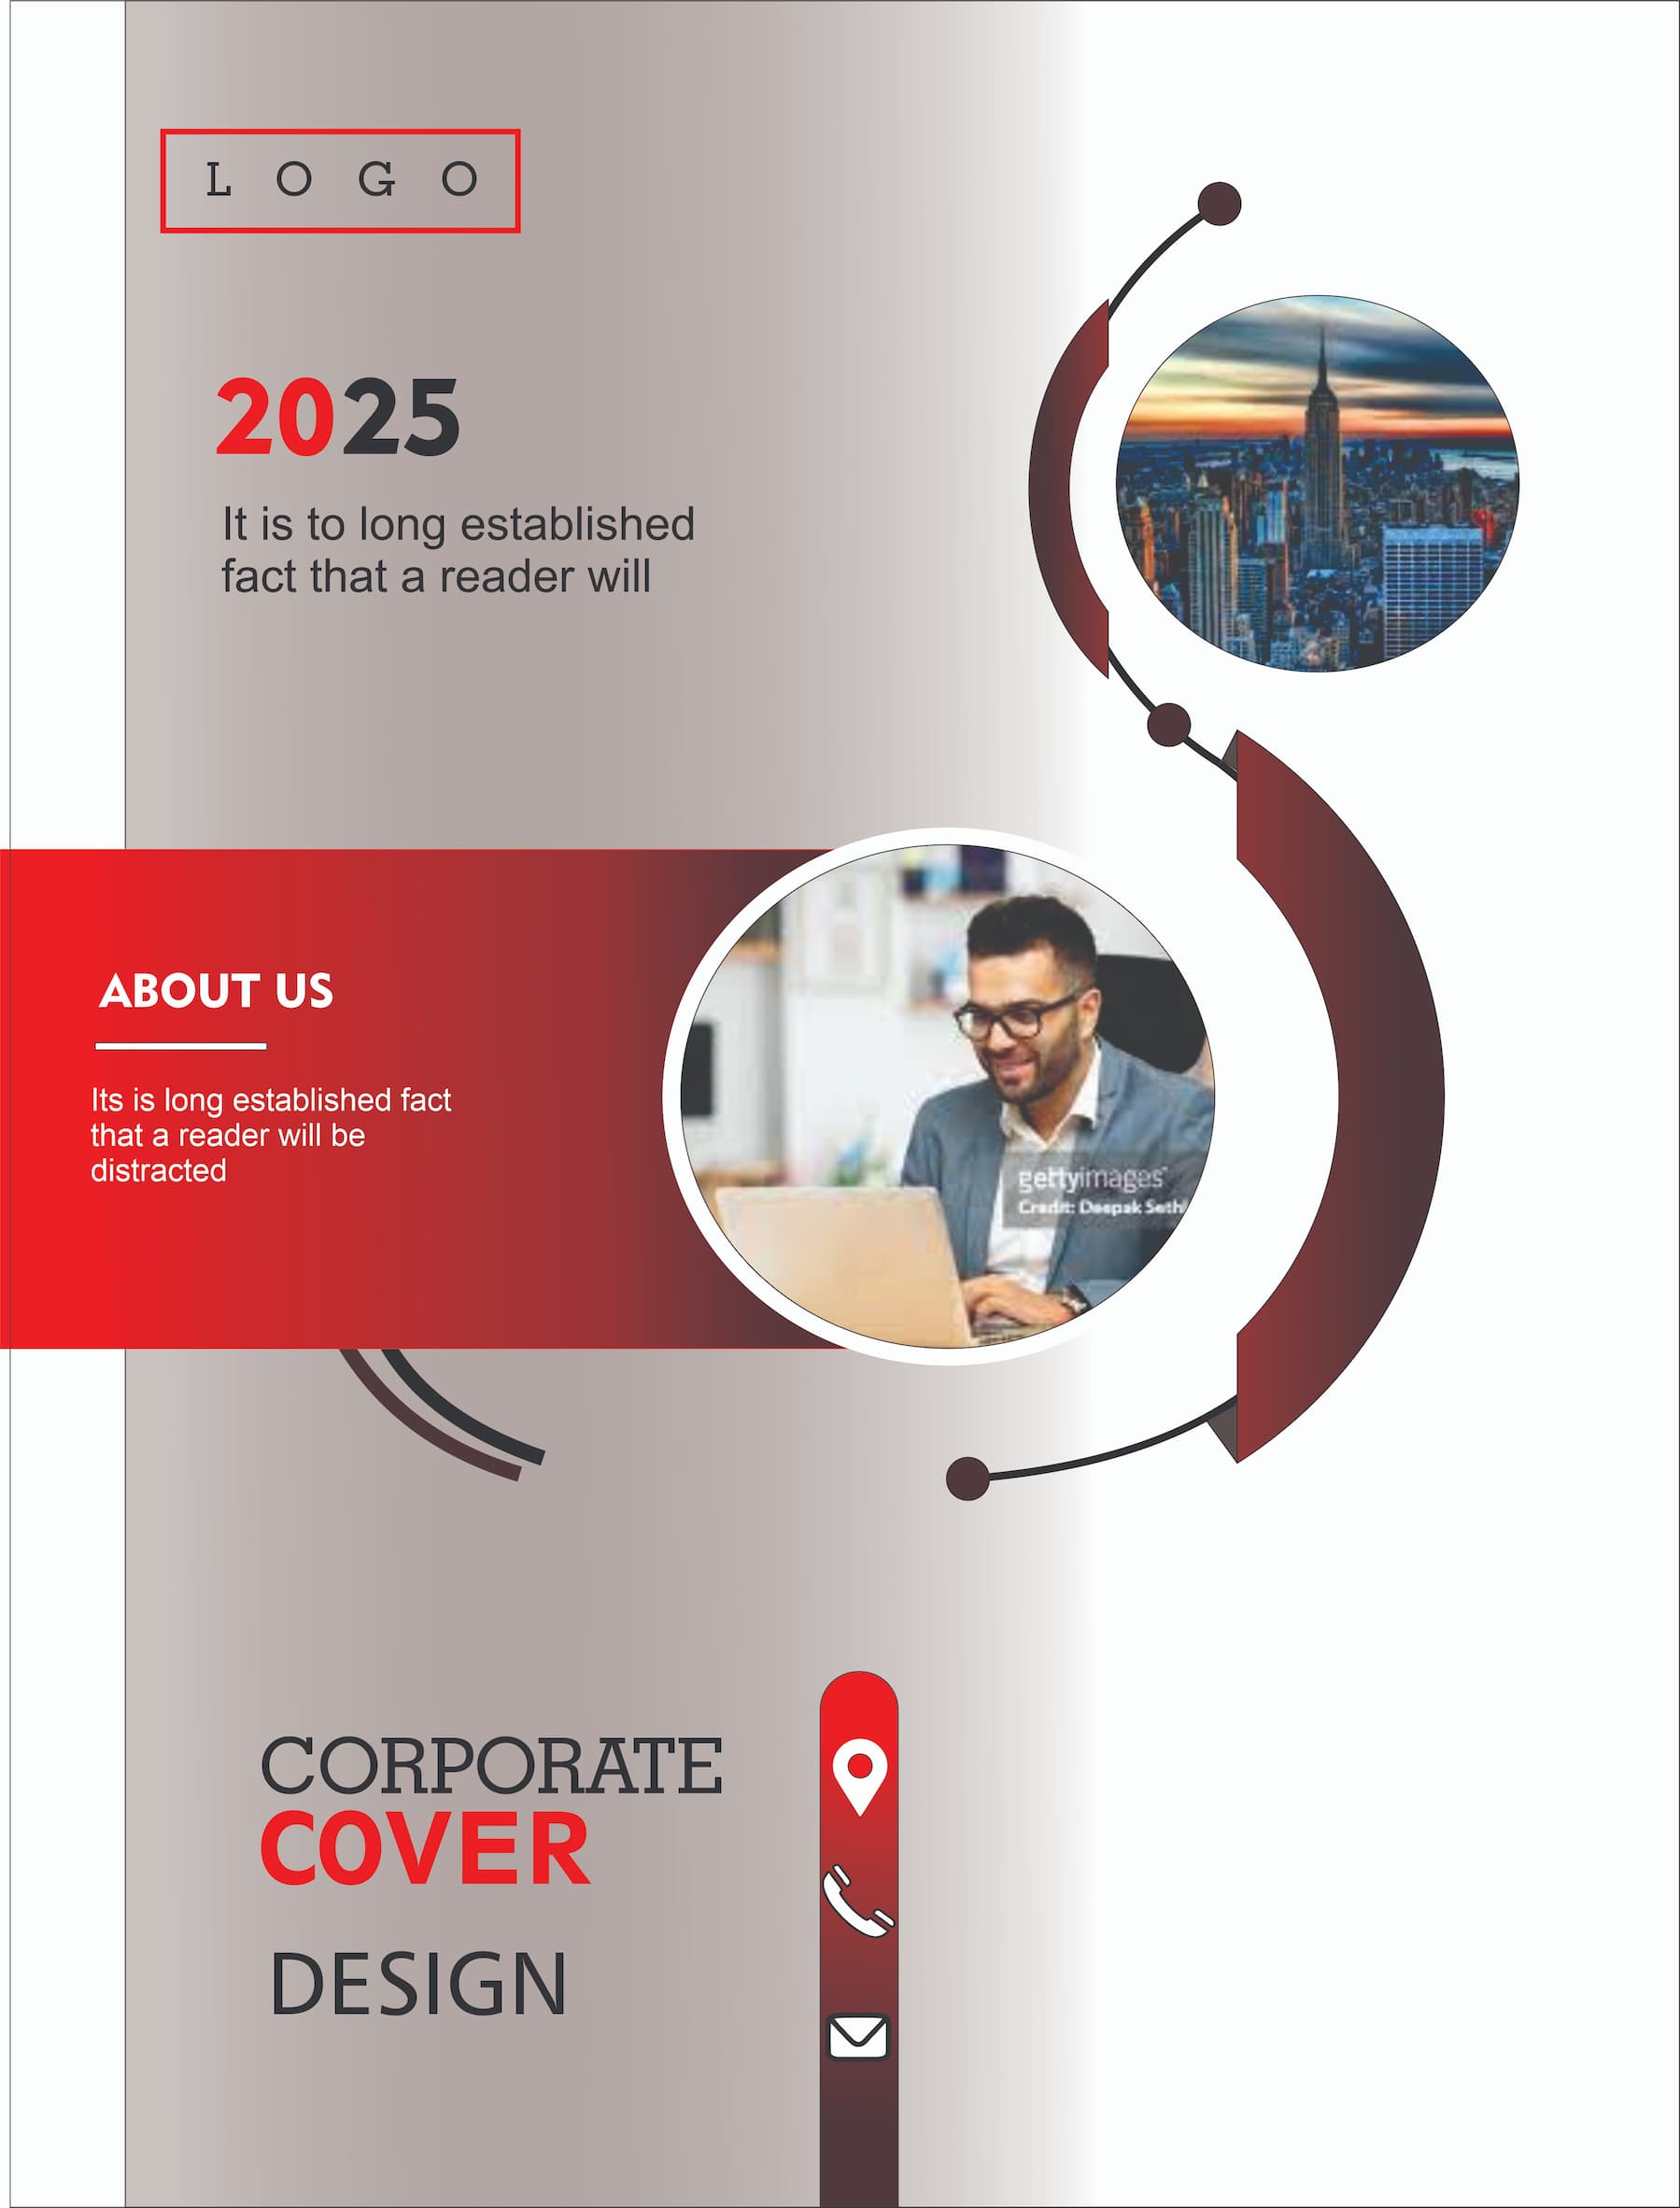 L O G O
2025
It is to long established
fact that a reader will
ABOUT US
Its is long established fact
that a reader will be
distracted
gettyimages
Credit: Deepak Sethi
CORPORATE
COVER
DESIGN